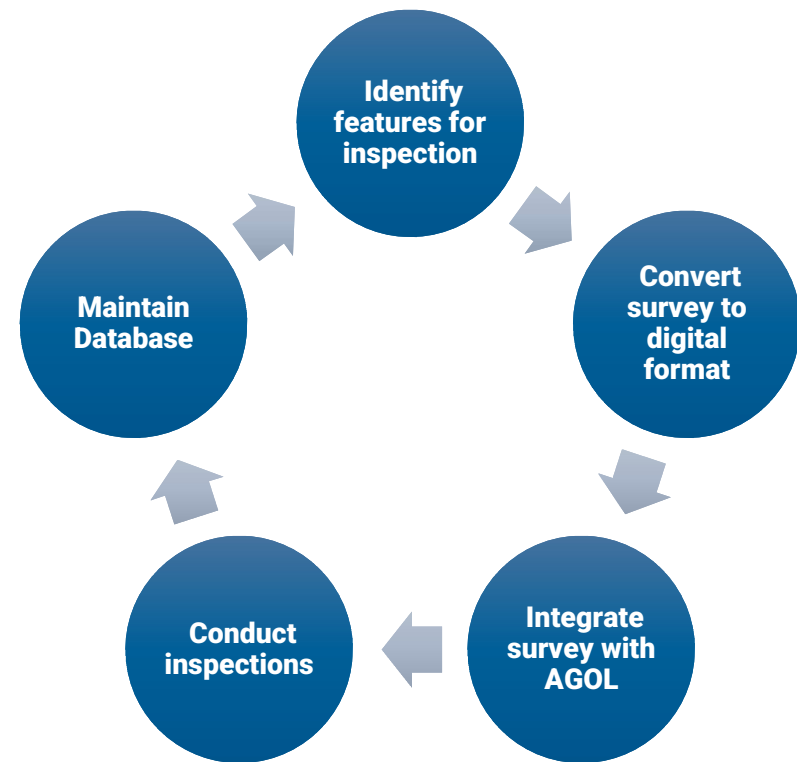 Identify
features for
inspection
Convert
survey to
digital
format
Integrate
survey with
AGOL
Conduct
inspections
Maintain
Database